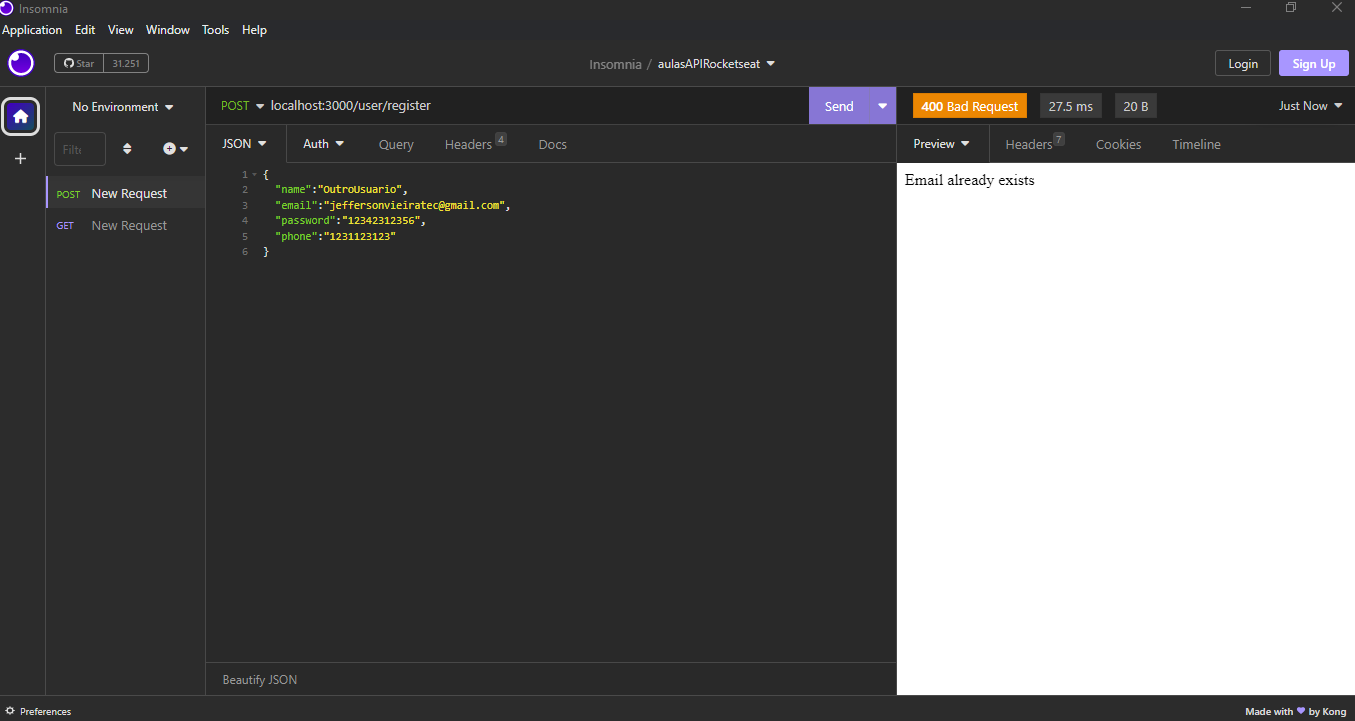 Insomnia
Application Edit View Window Tools Help
Star 31.251
Insomnia / aulasAPIRocketseat
Login Sign Up
No Environment
POST localhost:3000/user/register
Send
400 Bad Request 27.5 ms 20 B
Just Now
JSON Auth Query Headers 4 Docs
Preview Headers 7 Cookies Timeline
POST New Request
GET New Request
1 {
2 "name":"OutroUsuario",
3 "email":"jeffersonvieiratec@gmail.com",
4 "password":"12342312356",
5 "phone":"1231123123"
6 }
Email already exists
Beautify JSON
Preferences
Made with ♥ by Kong